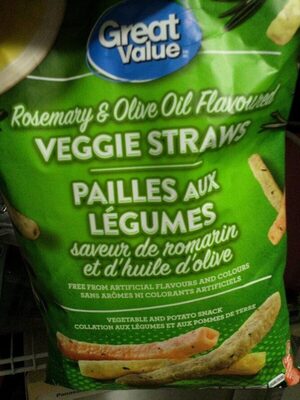 Great
Value
Rosemary & Olive Oil Flavoured
VEGGIE STRAWS
PAILLES AUX
LÉGUMES
saveur de romarin
et d'huile d'olive
FREE FROM ARTIFICIAL FLAVOURS AND COLOURS
SANS ARÔMES NI COLORANTS ARTIFICIELS
VEGETABLE AND POTATO SNACK
COLLATION AUX LÉGUMES ET AUX POMMES DE TERRE